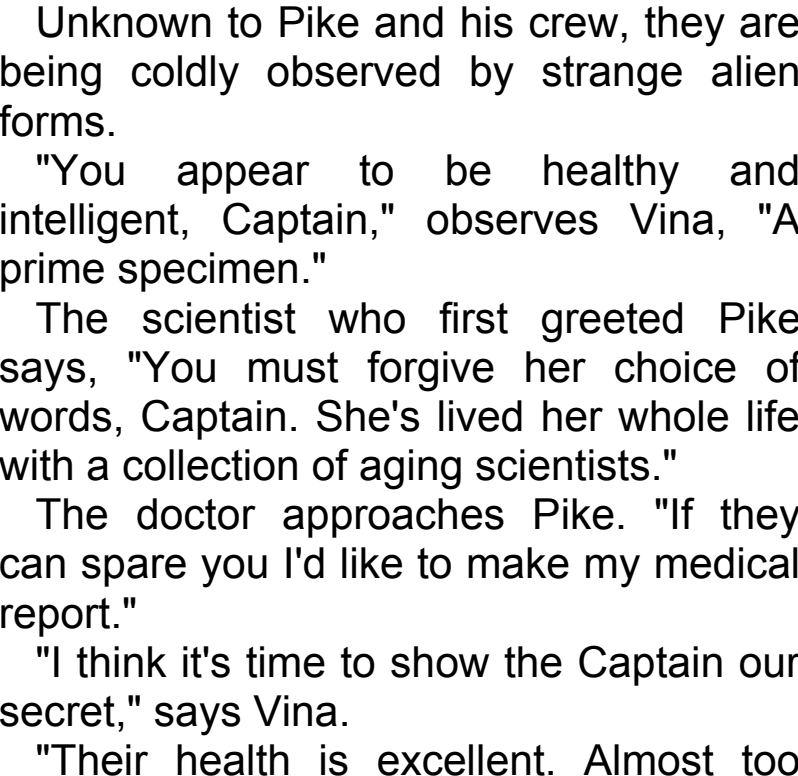 Unknown to Pike and his crew, they are
being coldly observed by strange alien
forms.
"You appear to be healthy and
intelligent, Captain," observes Vina, "A
prime specimen."
The scientist who first greeted Pike
says, "You must forgive her choice of
words, Captain. She's lived her whole life
with a collection of aging scientists."
The doctor approaches Pike. "If they
can spare you I'd like to make my medical
report."
"I think it's time to show the Captain our
secret," says Vina.
"Their health is excellent. Almost too